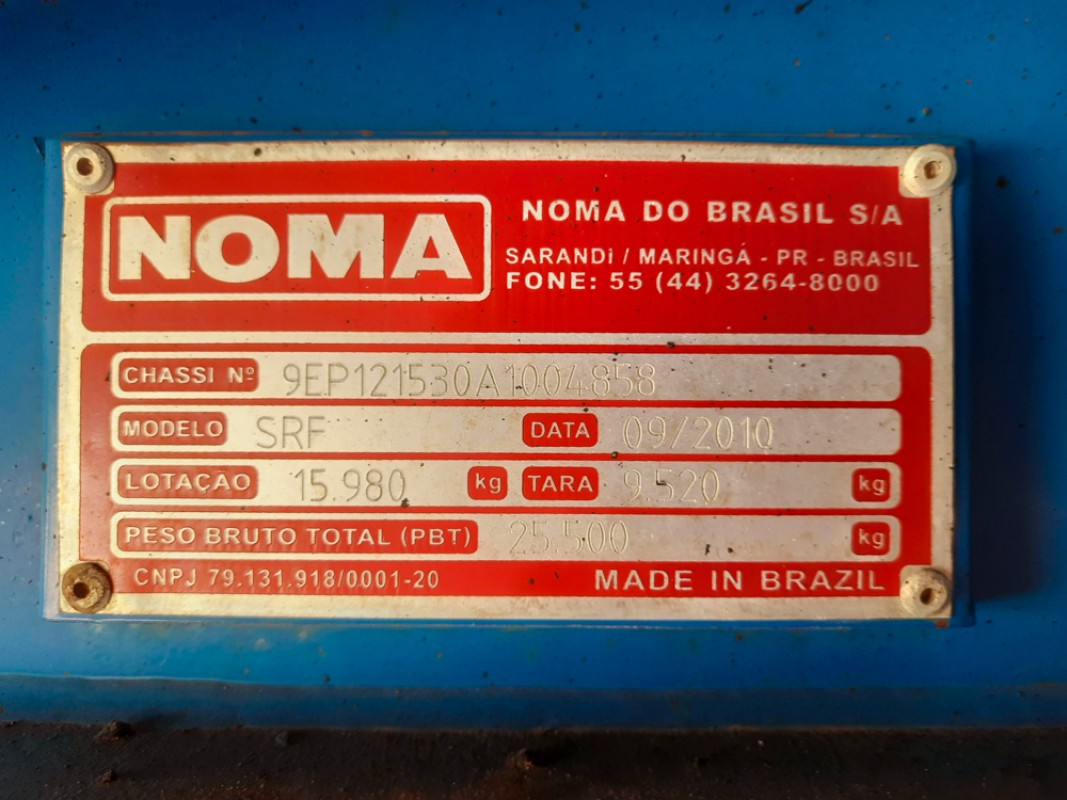 NOMA
NOMA DO BRASIL S/A
SARANDI / MARINGÁ - PR - BRASIL
FONE: 55 (44) 3264-8000
CHASSI Nº 9EP121530A1004858
MODELO SRF DATA 09/2010
LOTAÇÃO 15.980 kg TARA 9.520 kg
PESO BRUTO TOTAL (PBT) 25.500 kg
CNPJ 79.131.918/0001-20 MADE IN BRAZIL